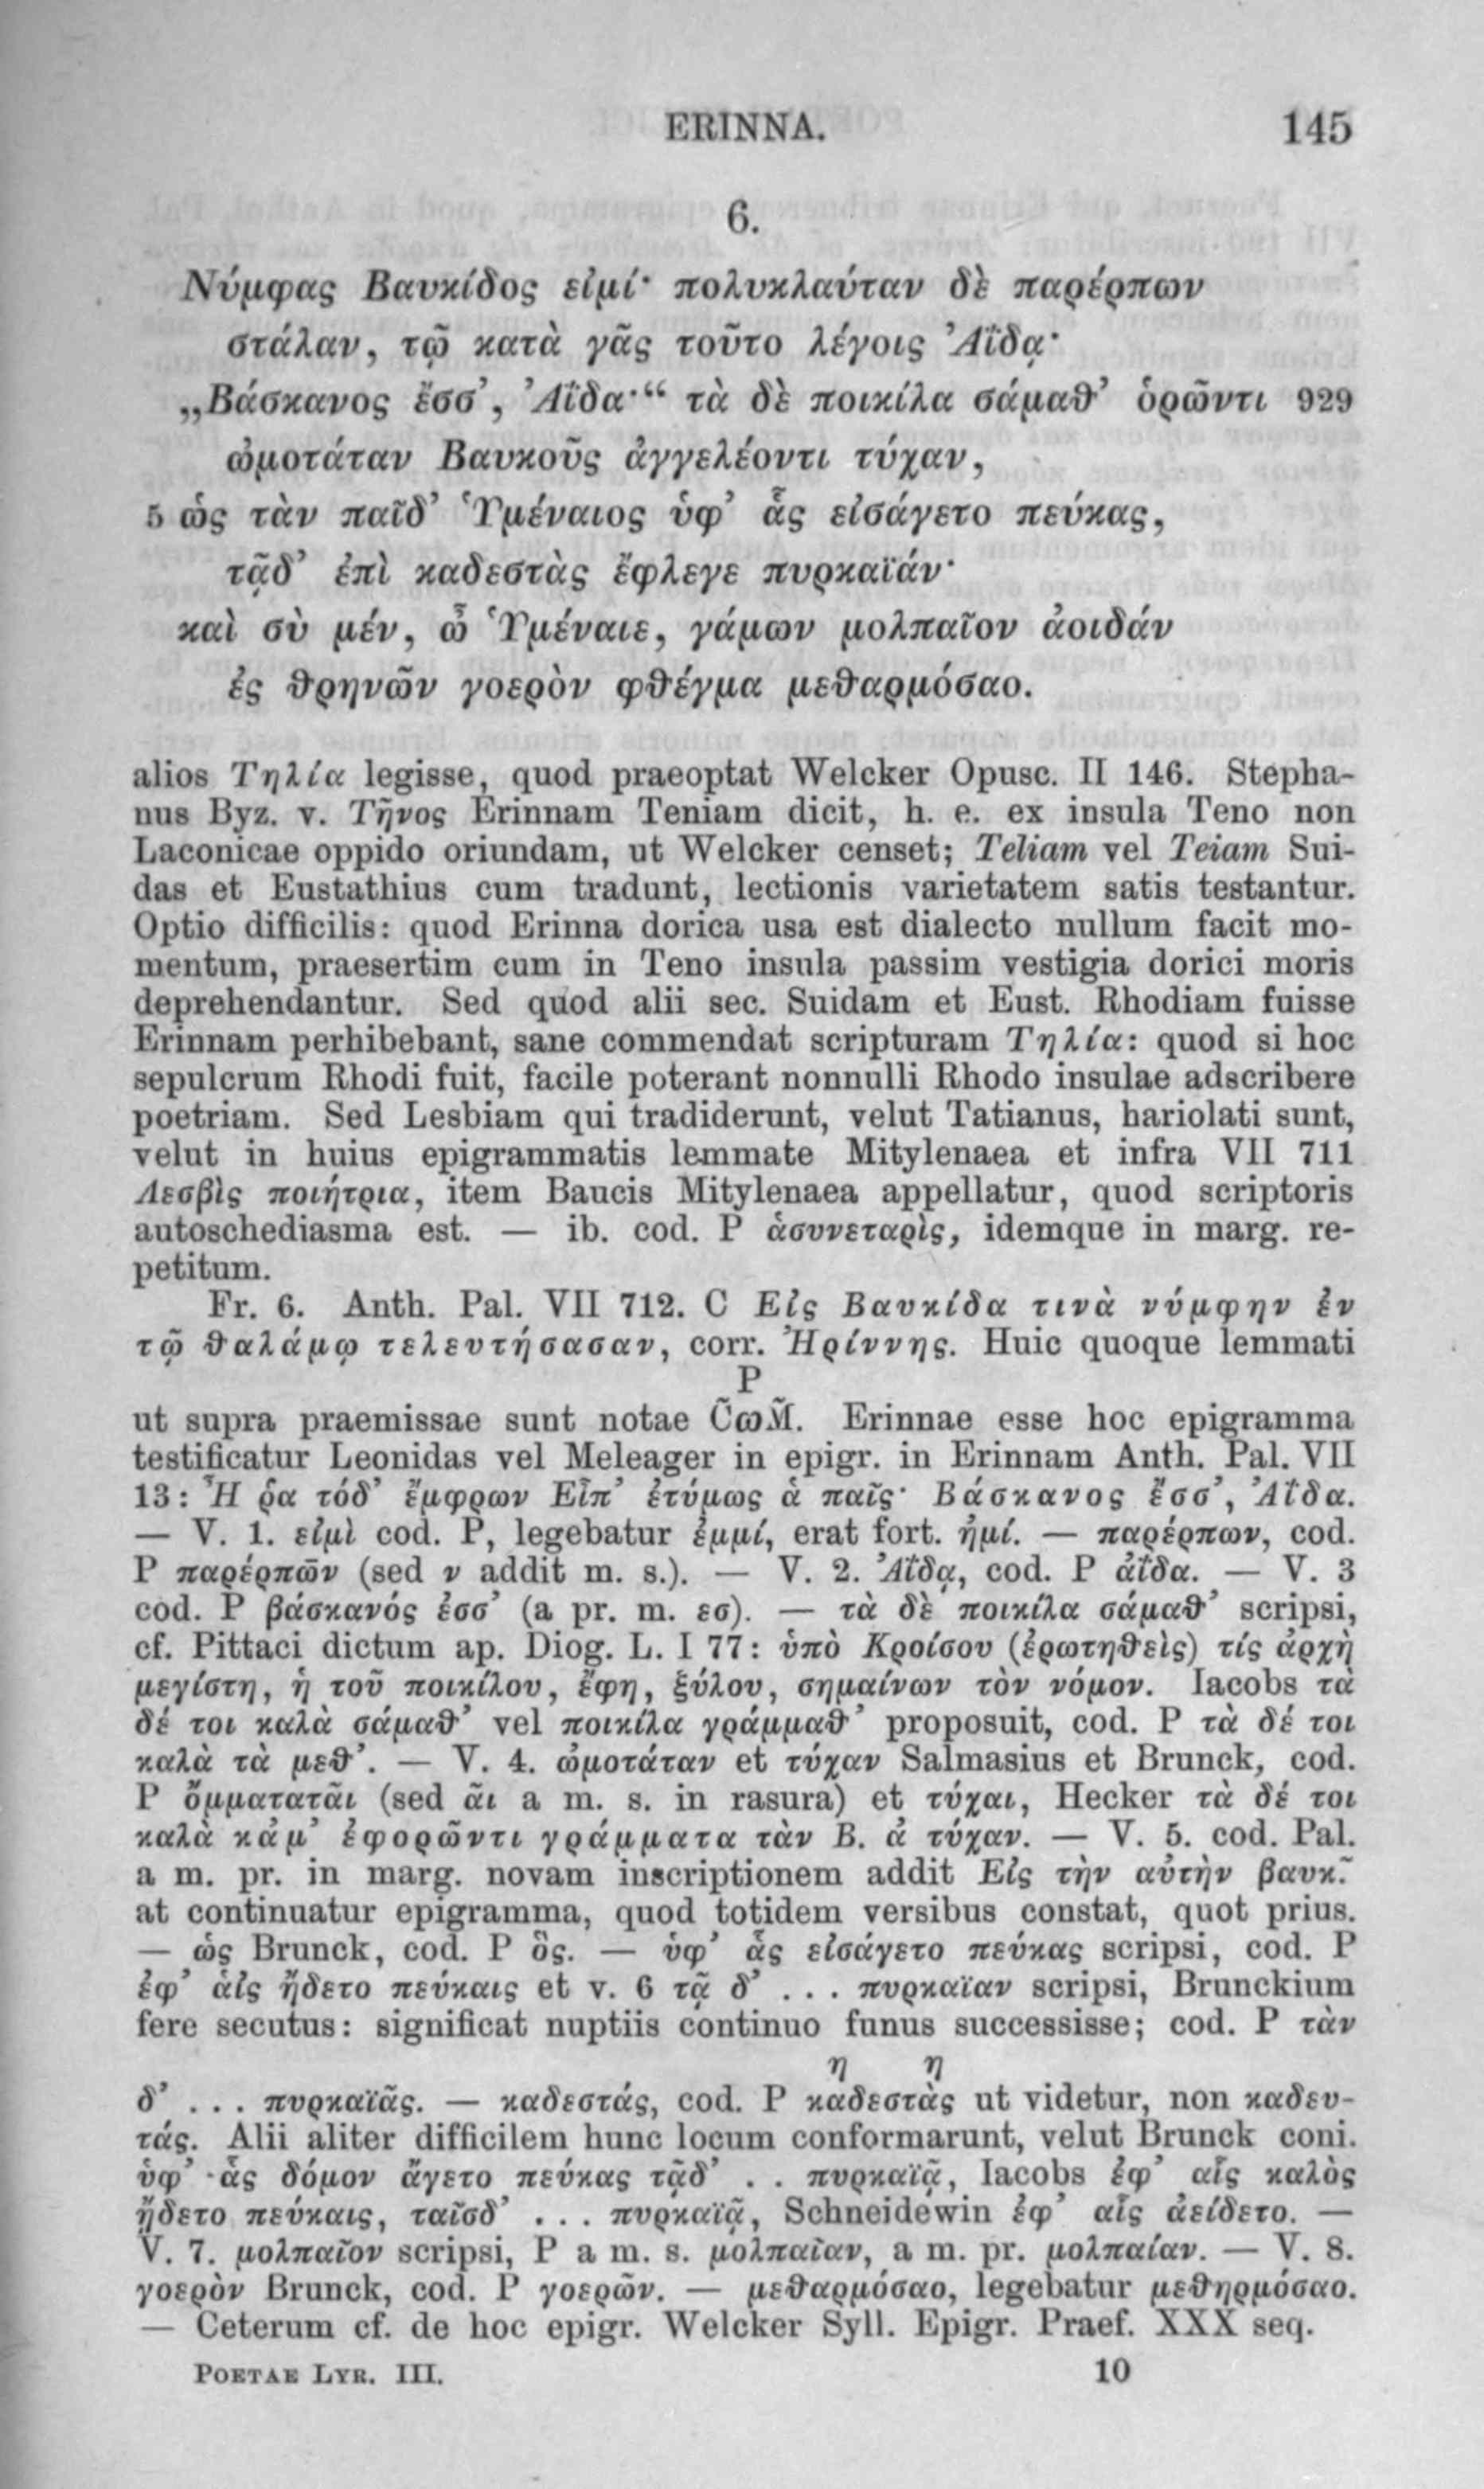 ERINNA. 145
6.
Νύμφας Βαυκίδος εἰμί· πολυκλαύταν δὲ παρέρπων
στάλαν, τῷ κατὰ γᾶς τοῦτο λέγοις Ἀΐδᾳ·
„Βάσκανος ἔσσ’, Ἀΐδα·“ τὰ δὲ ποικίλα σάμαθ’ ὁρῶντι 929
ὠμοτάταν Βαυκοῦς ἀγγελέοντι τύχαν,
5 ὡς τὰν παῖδ’ Ὑμέναιος ὑφ’ ἇς εἰσάγετο πεύκας,
τᾷδ’ ἐπὶ καδεστὰς ἔφλεγε πυρκαϊάν·
καὶ σὺ μέν, ὦ Ὑμέναιε, γάμων μολπαῖον ἀοιδάν
ἐς θρηνῶν γοερὸν φθέγμα μεθαρμόσαο.
alios Τηλία legisse, quod praeoptat Welcker Opusc. II 146. Stepha-
nus Byz. v. Τῆνος Erinnam Teniam dicit, h. e. ex insula Teno non
Laconicae oppido oriundam, ut Welcker censet; Teliam vel Teiam Sui-
das et Eustathius cum tradunt, lectionis varietatem satis testantur.
Optio difficilis: quod Erinna dorica usa est dialecto nullum facit mo-
mentum, praesertim cum in Teno insula passim vestigia dorici moris
deprehendantur. Sed quod alii sec. Suidam et Eust. Rhodiam fuisse
Erinnam perhibebant, sane commendat scripturam Τηλία: quod si hoc
sepulcrum Rhodi fuit, facile poterant nonnulli Rhodo insulae adscribere
poetriam. Sed Lesbiam qui tradiderunt, velut Tatianus, hariolati sunt,
velut in huius epigrammatis lemmate Mitylenaea et infra VII 711
Λεσβὶς ποιήτρια, item Baucis Mitylenaea appellatur, quod scriptoris
autoschediasma est. — ib. cod. P ἁσυνεταρὶς, idemque in marg. re-
petitum.
Fr. 6. Anth. Pal. VII 712. C Εἰς Βαυκίδα τινὰ νύμφην ἐν
τῷ θαλάμῳ τελευτήσασαν, corr. Ἠρίννης. Huic quoque lemmati
P
ut supra praemissae sunt notae C̃ωM̃. Erinnae esse hoc epigramma
testificatur Leonidas vel Meleager in epigr. in Erinnam Anth. Pal. VII
13: Ἦ ῥα τόδ’ ἔμφρων Εἶπ’ ἐτύμως ἁ παῖς· Βάσκανος ἔσσ’, Ἀΐδα.
— V. 1. εἰμὶ cod. P, legebatur ἐμμί, erat fort. ἠμί. — παρέρπων, cod.
P παρέρπω̄ν (sed ν addit m. s.). — V. 2. Ἀΐδᾳ, cod. P ἀΐδα. — V. 3
cod. P βάσκανός ἐσσ’ (a pr. m. εσ). — τὰ δὲ ποικίλα σάμαθ’ scripsi,
cf. Pittaci dictum ap. Diog. L. I 77: ὑπὸ Κροίσου (ἐρωτηθεὶς) τίς ἀρχὴ
μεγίστη, ἡ τοῦ ποικίλου, ἔφη, ξύλου, σημαίνων τὸν νόμον. Iacobs τὰ
δέ τοι καλὰ σάμαθ’ vel ποικίλα γράμμαθ’ proposuit, cod. P τὰ δέ τοι
καλὰ τὰ μεθ’. — V. 4. ὠμοτάταν et τύχαν Salmasius et Brunck, cod.
P ὄμματατᾶι (sed ᾶι a m. s. in rasura) et τύχαι, Hecker τὰ δέ τοι
καλὰ κἀμ’ ἐφορῶντι γράμματα τὰν B. ἀ τύχαν. — V. 5. cod. Pal.
a m. pr. in marg. novam inscriptionem addit Εἰς τὴν αὐτὴν βαυκ.͂
at continuatur epigramma, quod totidem versibus constat, quot prius.
— ὡς Brunck, cod. P ὃς. — ὑφ’ ἇς εἰσάγετο πεύκας scripsi, cod. P
ἐφ’ ἁἰς ἥδετο πεύκαις et v. 6 τᾷ δ’ . . . πυρκαϊαν scripsi, Brunckium
fere secutus: significat nuptiis continuo funus successisse; cod. P τὰν
η η
δ’ . . . πυρκαϊᾶς. — καδεστάς, cod. P καδεστὰς ut videtur, non καδευ-
τάς. Alii aliter difficilem hunc locum conformarunt, velut Brunck coni.
ὑφ’ ἇς δόμον ἄγετο πεύκας τᾷδ’ . . πυρκαϊᾷ, Iacobs ἐφ’ αἷς καλὸς
ᾔδετο πεύκαις, ταῖσδ’ . . . πυρκαϊᾷ, Schneidewin ἐφ’ αἷς ἀείδετο. —
V. 7. μολπαῖον scripsi, P a m. s. μολπαῖαν, a m. pr. μολπαίαν. — V. 8.
γοερὸν Brunck, cod. P γοερῶν. — μεθαρμόσαο, legebatur μεθηρμόσαο.
— Ceterum cf. de hoc epigr. Welcker Syll. Epigr. Praef. XXX seq.
POETAE LYR. III. 10